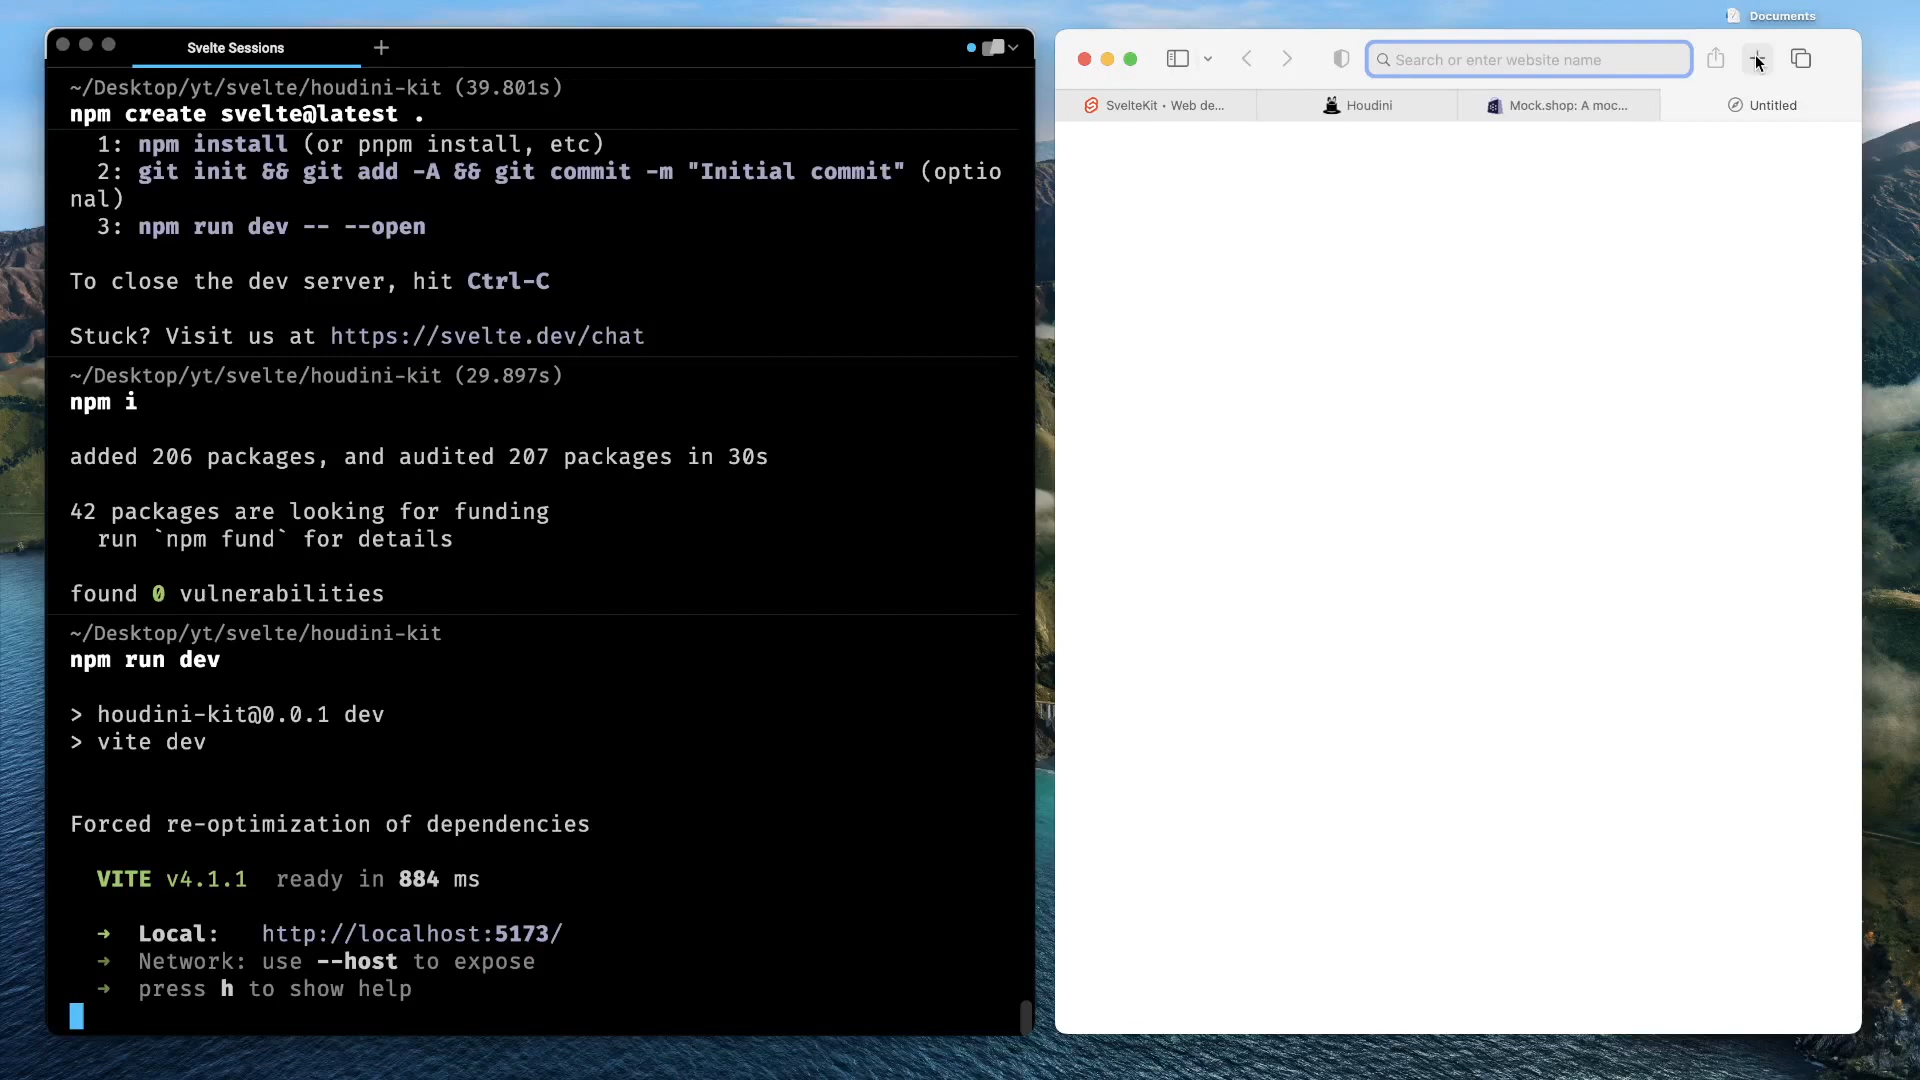 Documents
Svelte Sessions
~/Desktop/yt/svelte/houdini-kit (39.801s)
npm create svelte@latest .
1: npm install (or pnpm install, etc)
2: git init && git add -A && git commit -m "Initial commit" (optio
nal)
3: npm run dev -- --open
To close the dev server, hit Ctrl-C
Stuck? Visit us at https://svelte.dev/chat
~/Desktop/yt/svelte/houdini-kit (29.897s)
npm i
added 206 packages, and audited 207 packages in 30s
42 packages are looking for funding
run `npm fund` for details
found 0 vulnerabilities
~/Desktop/yt/svelte/houdini-kit
npm run dev
> houdini-kit@0.0.1 dev
> vite dev
Forced re-optimization of dependencies
VITE v4.1.1 ready in 884 ms
➜ Local: http://localhost:5173/
➜ Network: use --host to expose
➜ press h to show help
Search or enter website name
SvelteKit • Web de...
Houdini
Mock.shop: A moc...
Untitled